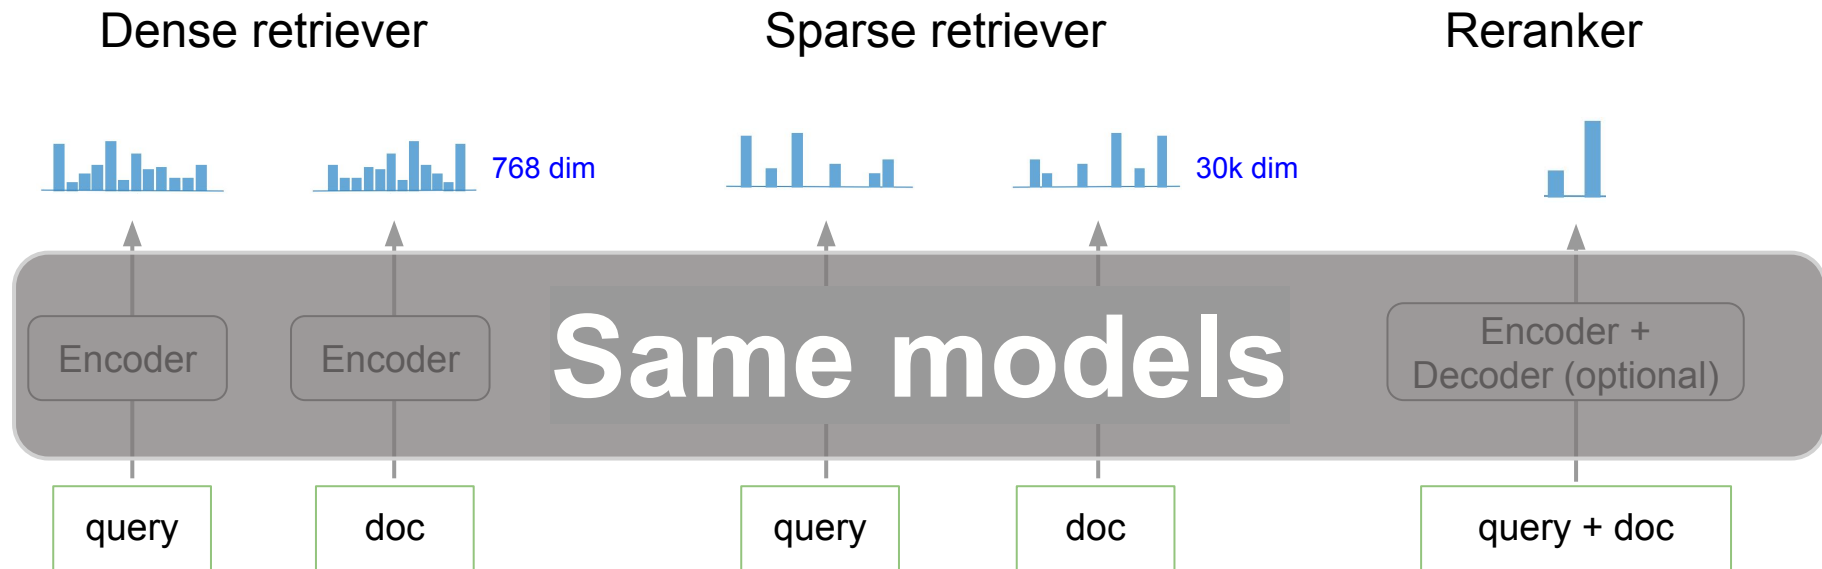 Dense retriever
Sparse retriever
Reranker
768 dim
30k dim
Encoder
Encoder
Same models
Encoder +
Decoder (optional)
query
doc
query
doc
query + doc